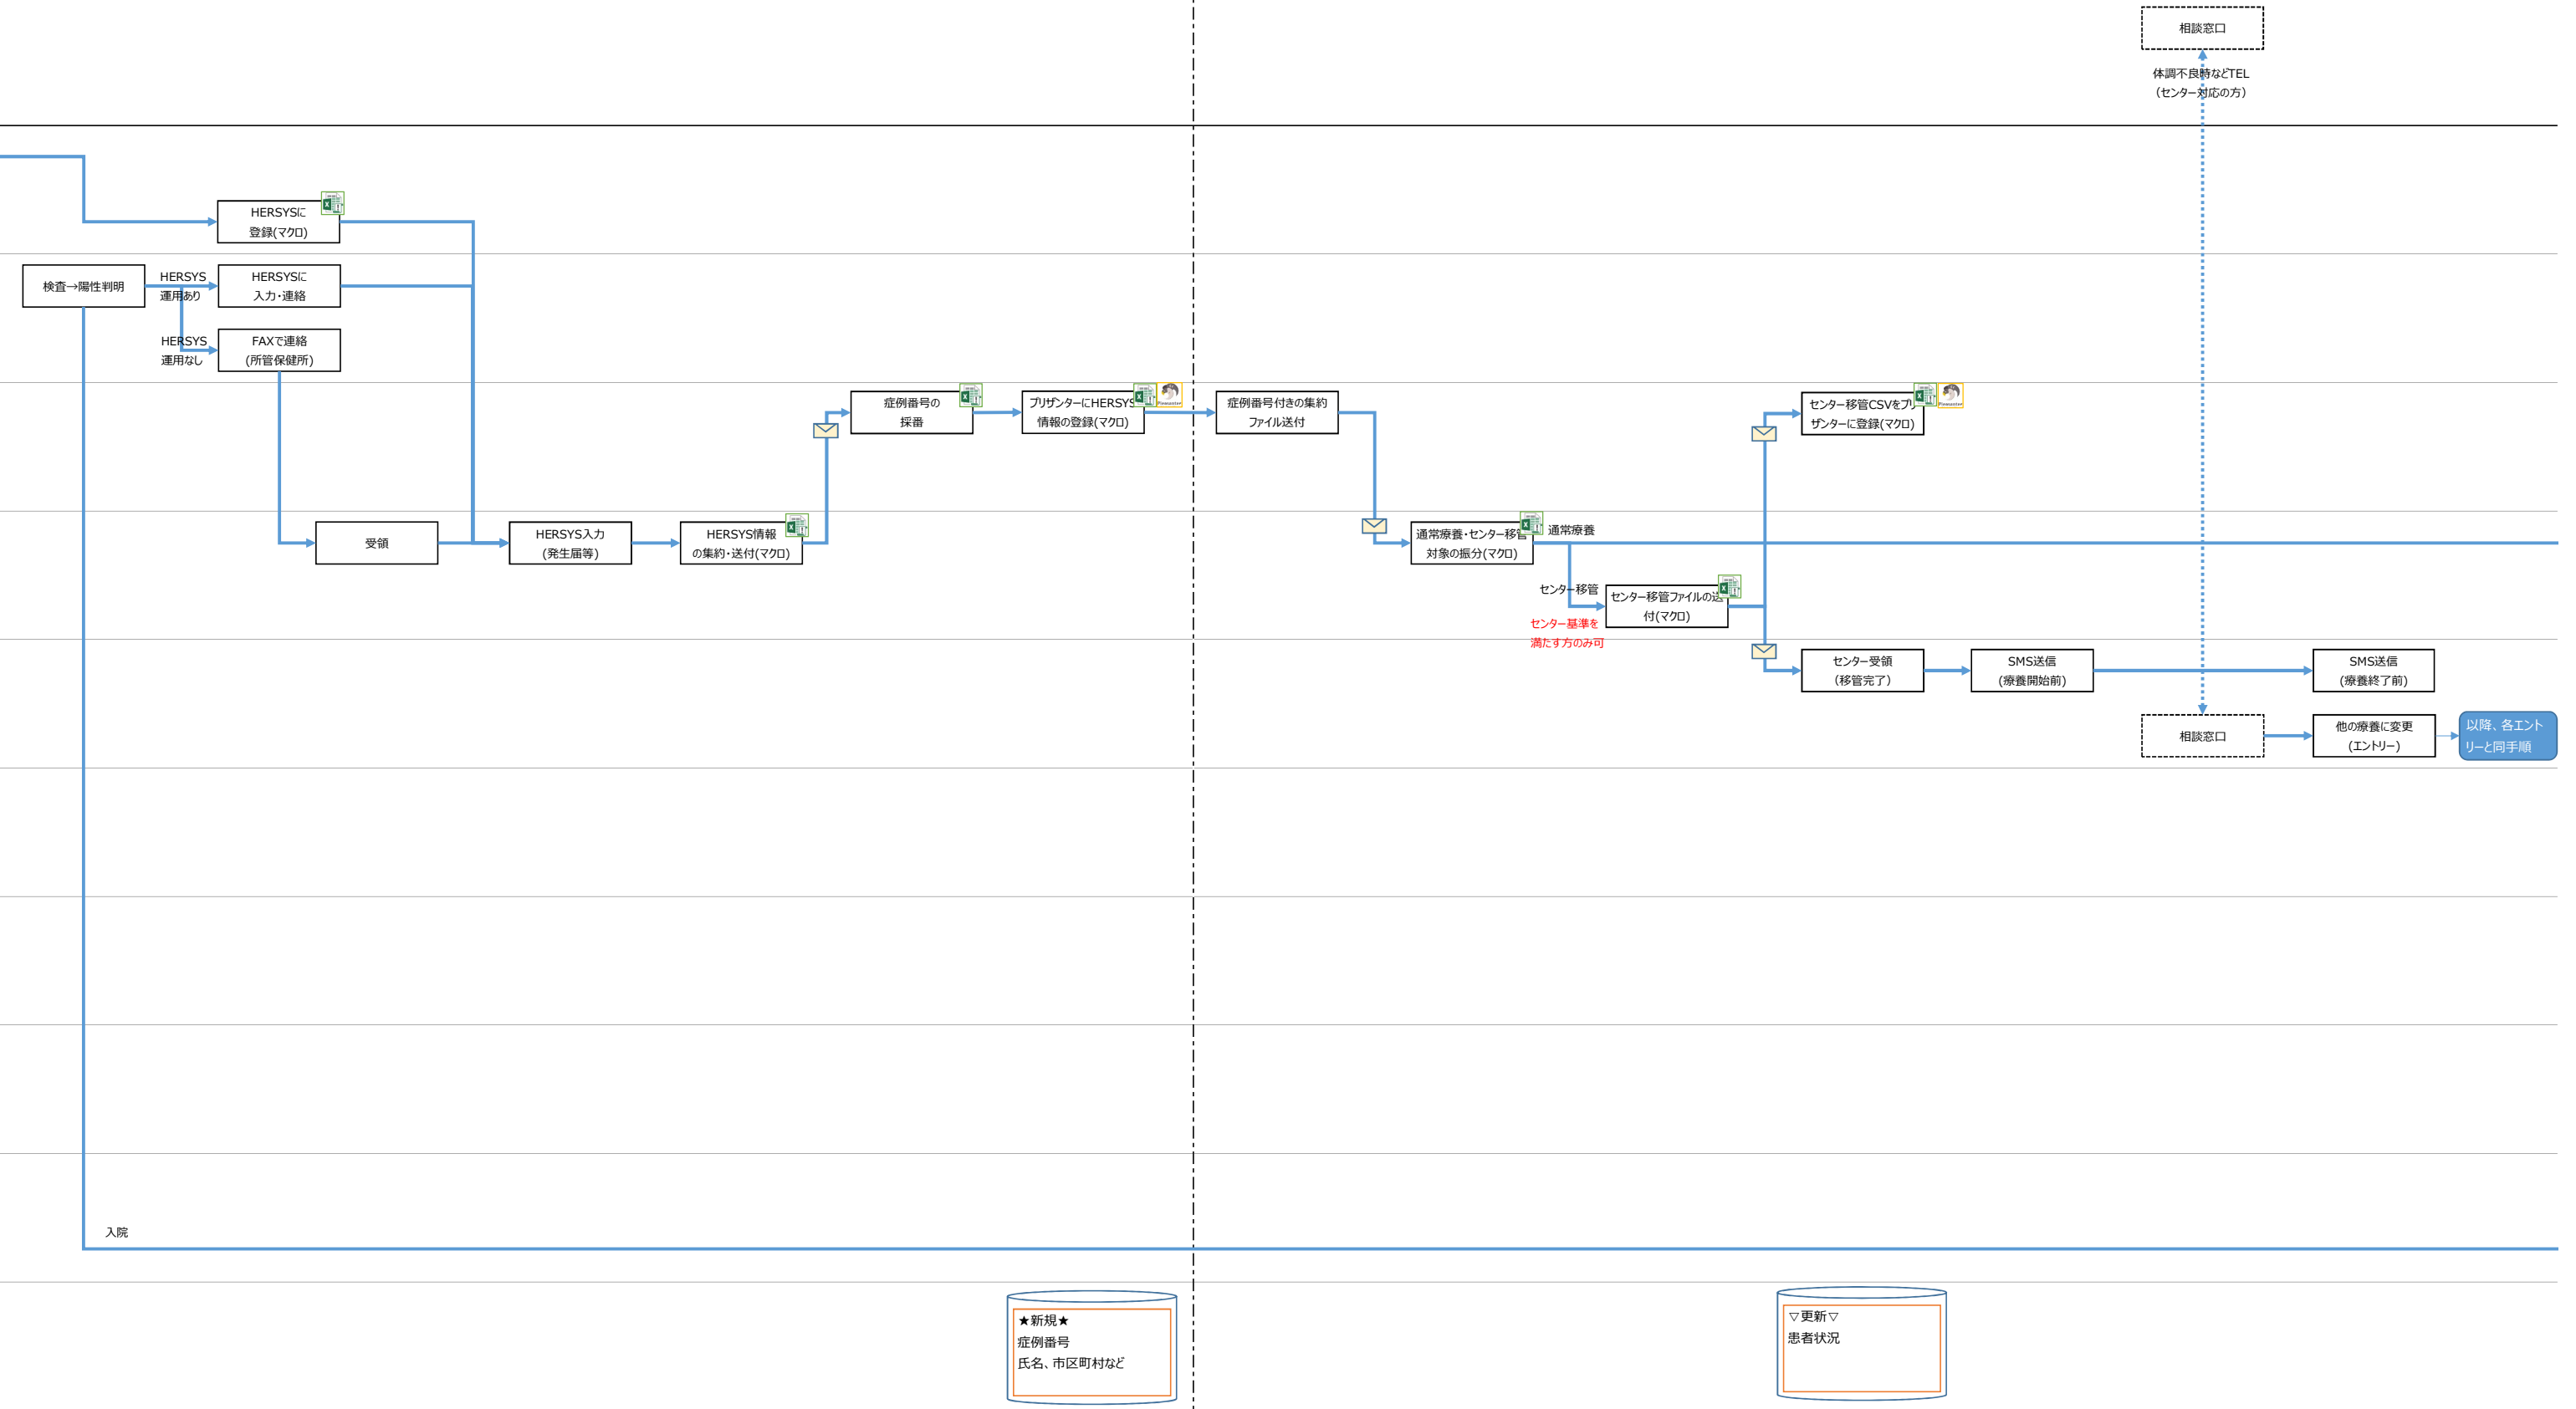 相談窓口
体調不良時などTEL
(センター対応の方)
HERSYSに
登録(マクロ)
検査→陽性判明
HERSYS
運用あり
HERSYSに
入力・連絡
HERSYS
運用なし
FAXで連絡
(所管保健所)
症例番号の
採番
プリザンターにHERSYS
情報の登録(マクロ)
症例番号付きの集約
ファイル送付
センター移管CSVをプリ
ザンターに登録(マクロ)
受領
HERSYS入力
(発生届等)
HERSYS情報
の集約・送付(マクロ)
通常療養・センター移管
対象の振分(マクロ)
通常療養
センター移管
センター基準を
満たす方のみ可
センター移管ファイルの送
付(マクロ)
センター受領
(移管完了)
SMS送信
(療養開始前)
SMS送信
(療養終了前)
相談窓口
他の療養に変更
(エントリー)
以降、各エント
リーと同手順
入院
★新規★
症例番号
氏名、市区町村など
▽更新▽
患者状況